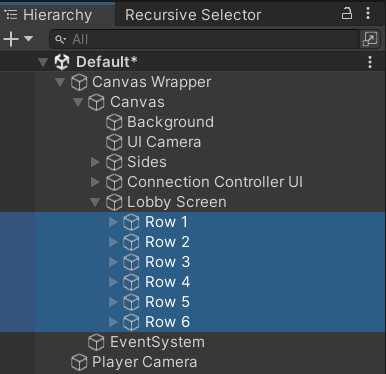 Hierarchy Recursive Selector
All
Default*
Canvas Wrapper
Canvas
Background
UI Camera
Sides
Connection Controller UI
Lobby Screen
Row 1
Row 2
Row 3
Row 4
Row 5
Row 6
EventSystem
Player Camera